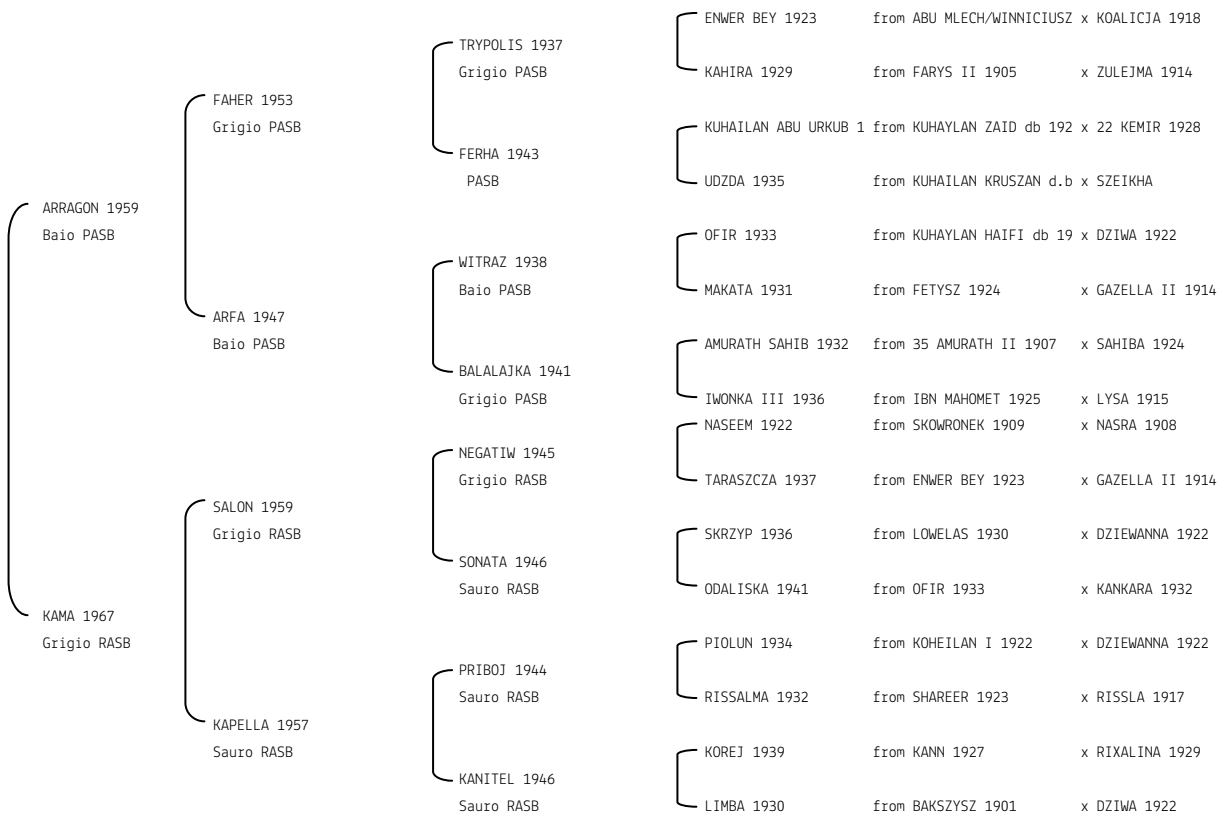 ENWER BEY 1923 from ABU MLECH/WINNICIUSZ x KOALICJA 1918
TRYPOLIS 1937
Grigio PASB
KAHIRA 1929 from FARYS II 1905 x ZULEJMA 1914
FAHER 1953
Grigio PASB
KUHAILAN ABU URKUB 1 from KUHAYLAN ZAID db 192 x 22 KEMIR 1928
FERHA 1943
PASB
UDZDA 1935 from KUHAILAN KRUSZAN d.b x SZEIKHA
ARRAGON 1959
Baio PASB
OFIR 1933 from KUHAYLAN HAIFI db 19 x DZIWA 1922
WITRAZ 1938
Baio PASB
MAKATA 1931 from FETYSZ 1924 x GAZELLA II 1914
ARFA 1947
Baio PASB
AMURATH SAHIB 1932 from 35 AMURATH II 1907 x SAHIBA 1924
BALALAJKA 1941
Grigio PASB
IWONKA III 1936 from IBN MAHOMET 1925 x LYSA 1915
NASEEM 1922 from SKOWRONEK 1909 x NASRA 1908
NEGATIW 1945
Grigio RASB
TARASZCZA 1937 from ENWER BEY 1923 x GAZELLA II 1914
SALON 1959
Grigio RASB
SKRZYP 1936 from LOWELAS 1930 x DZIEWANNA 1922
SONATA 1946
Sauro RASB
ODALISKA 1941 from OFIR 1933 x KANKARA 1932
KAMA 1967
Grigio RASB
PIOLUN 1934 from KOHEILAN I 1922 x DZIEWANNA 1922
PRIBOJ 1944
Sauro RASB
RISSALMA 1932 from SHAREER 1923 x RISSLA 1917
KAPELLA 1957
Sauro RASB
KOREJ 1939 from KANN 1927 x RIXALINA 1929
KANITEL 1946
Sauro RASB
LIMBA 1930 from BAKSZYSZ 1901 x DZIWA 1922